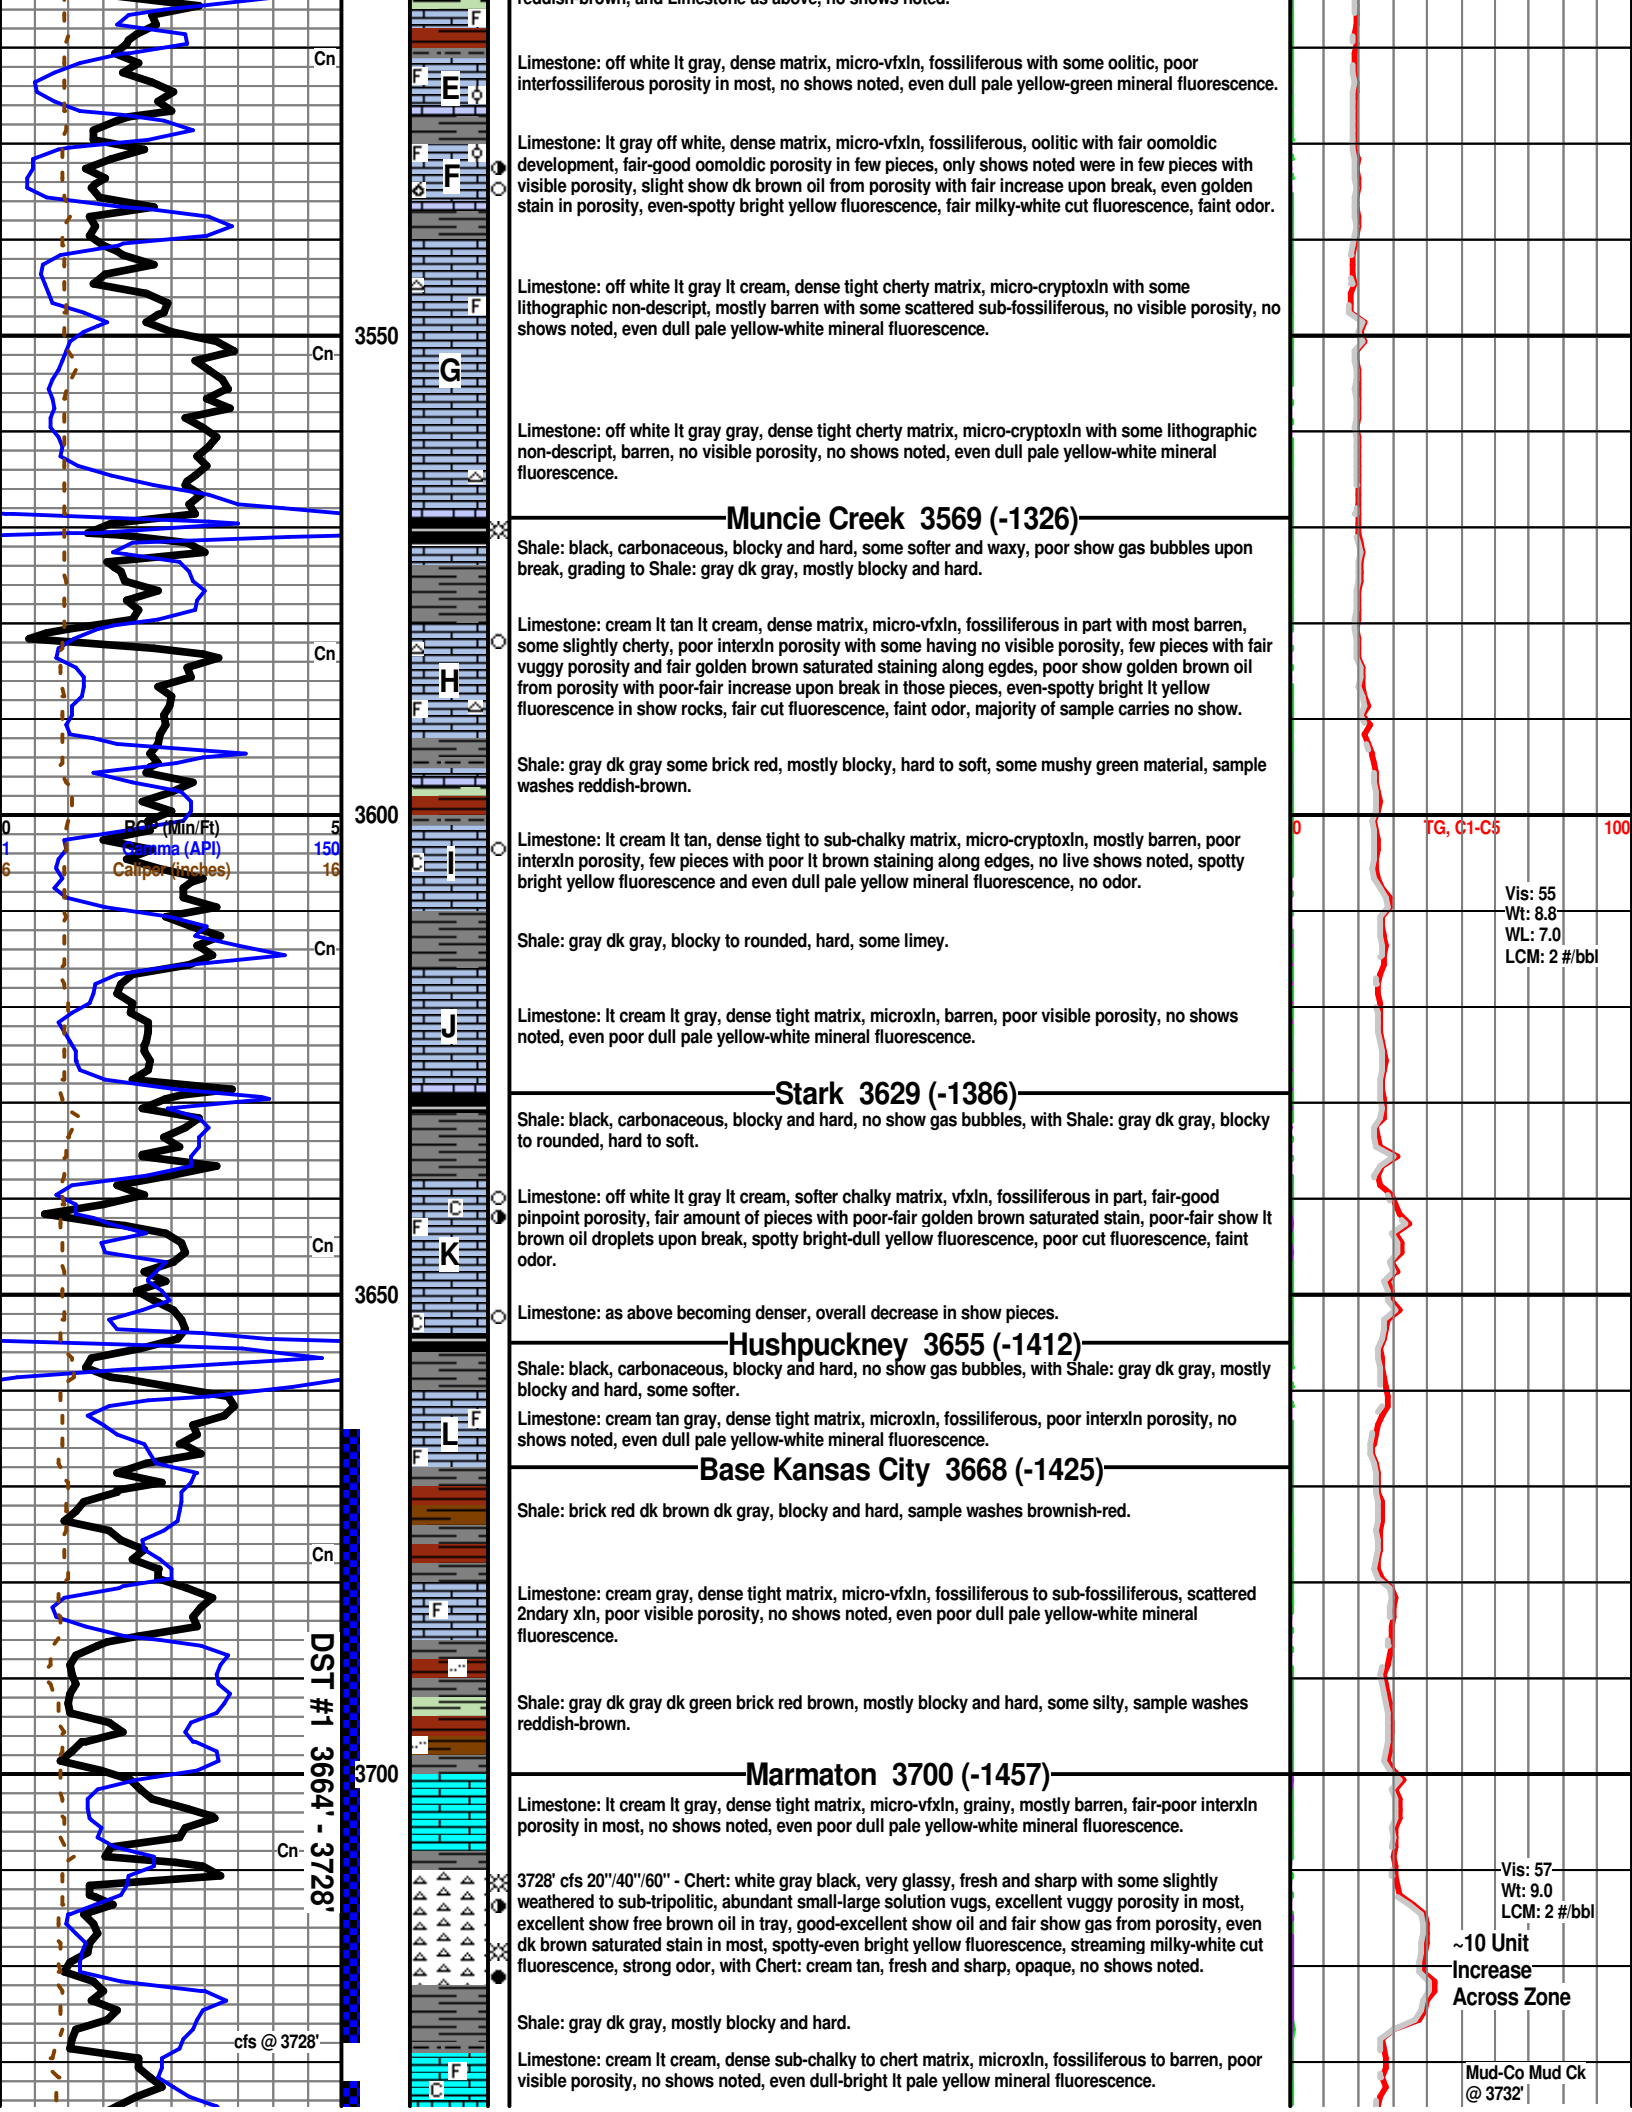 reddish-brown, and Limestone as above, no shows noted.
F
Cn
F
E
Limestone: off white lt gray, dense matrix, micro-vfxln, fossiliferous with some oolitic, poor
interfossiliferous porosity in most, no shows noted, even dull pale yellow-green mineral fluorescence.
F
F
Limestone: lt gray off white, dense matrix, micro-vfxln, fossiliferous, oolitic with fair oomoldic
development, fair-good oomoldic porosity in few pieces, only shows noted were in few pieces with
visible porosity, slight show dk brown oil from porosity with fair increase upon break, even golden
stain in porosity, even-spotty bright yellow fluorescence, fair milky-white cut fluorescence, faint odor.
F
Limestone: off white lt gray lt cream, dense tight cherty matrix, micro-cryptoxln with some
lithographic non-descript, mostly barren with some scattered sub-fossiliferous, no visible porosity, no
shows noted, even dull pale yellow-white mineral fluorescence.
3550
Cn
G
Limestone: off white lt gray gray, dense tight cherty matrix, micro-cryptoxln with some lithographic
non-descript, barren, no visible porosity, no shows noted, even dull pale yellow-white mineral
fluorescence.
Muncie Creek 3569 (-1326)
Shale: black, carbonaceous, blocky and hard, some softer and waxy, poor show gas bubbles upon
break, grading to Shale: gray dk gray, mostly blocky and hard.
Cn
H
F
Limestone: cream lt tan lt cream, dense matrix, micro-vfxln, fossiliferous in part with most barren,
some slightly cherty, poor interxln porosity with some having no visible porosity, few pieces with fair
vuggy porosity and fair golden brown saturated staining along egdes, poor show golden brown oil
from porosity with poor-fair increase upon break in those pieces, even-spotty bright lt yellow
fluorescence in show rocks, fair cut fluorescence, faint odor, majority of sample carries no show.
Shale: gray dk gray some brick red, mostly blocky, hard to soft, some mushy green material, sample
washes reddish-brown.
3600
0 ROP (Min/Ft) 5
1 Gamma (API) 150
6 Caliper (inches) 16
0 TG, C1-C5 100
C
I
Limestone: lt cream lt tan, dense tight to sub-chalky matrix, micro-cryptoxln, mostly barren, poor
interxln porosity, few pieces with poor lt brown staining along edges, no live shows noted, spotty
bright yellow fluorescence and even dull pale yellow mineral fluorescence, no odor.
Vis: 55
Wt: 8.8
WL: 7.0
LCM: 2 #/bbl
Cn
Shale: gray dk gray, blocky to rounded, hard, some limey.
J
Limestone: lt cream lt gray, dense tight matrix, microxln, barren, poor visible porosity, no shows
noted, even poor dull pale yellow-white mineral fluorescence.
Stark 3629 (-1386)
Shale: black, carbonaceous, blocky and hard, no show gas bubbles, with Shale: gray dk gray, blocky
to rounded, hard to soft.
C
F
K
Cn
Limestone: off white lt gray lt cream, softer chalky matrix, vfxln, fossiliferous in part, fair-good
pinpoint porosity, fair amount of pieces with poor-fair golden brown saturated stain, poor-fair show lt
brown oil droplets upon break, spotty bright-dull yellow fluorescence, poor cut fluorescence, faint
odor.
3650
C
Limestone: as above becoming denser, overall decrease in show pieces.
Hushpuckney 3655 (-1412)
Shale: black, carbonaceous, blocky and hard, no show gas bubbles, with Shale: gray dk gray, mostly
blocky and hard, some softer.
F
L
F
Limestone: cream tan gray, dense tight matrix, microxln, fossiliferous, poor interxln porosity, no
shows noted, even dull pale yellow-white mineral fluorescence.
Base Kansas City 3668 (-1425)
Shale: brick red dk brown dk gray, blocky and hard, sample washes brownish-red.
Cn
F
Limestone: cream gray, dense tight matrix, micro-vfxln, fossiliferous to sub-fossiliferous, scattered
2ndary xln, poor visible porosity, no shows noted, even poor dull pale yellow-white mineral
fluorescence.
DST #1 3664' - 3728'
Shale: gray dk gray dk green brick red brown, mostly blocky and hard, some silty, sample washes
reddish-brown.
3700
Marmaton 3700 (-1457)
Limestone: lt cream lt gray, dense tight matrix, micro-vfxln, grainy, mostly barren, fair-poor interxln
porosity in most, no shows noted, even poor dull pale yellow-white mineral fluorescence.
Cn
3728' cfs 20"/40"/60" - Chert: white gray black, very glassy, fresh and sharp with some slightly
weathered to sub-tripolitic, abundant small-large solution vugs, excellent vuggy porosity in most,
excellent show free brown oil in tray, good-excellent show oil and fair show gas from porosity, even
dk brown saturated stain in most, spotty-even bright yellow fluorescence, streaming milky-white cut
fluorescence, strong odor, with Chert: cream tan, fresh and sharp, opaque, no shows noted.
Vis: 57
Wt: 9.0
LCM: 2 #/bbl
~10 Unit
Increase
Across Zone
Shale: gray dk gray, mostly blocky and hard.
cfs @ 3728'
F
C
Limestone: cream lt cream, dense sub-chalky to chert matrix, microxln, fossiliferous to barren, poor
visible porosity, no shows noted, even dull-bright lt pale yellow mineral fluorescence.
Mud-Co Mud Ck
@ 3732'